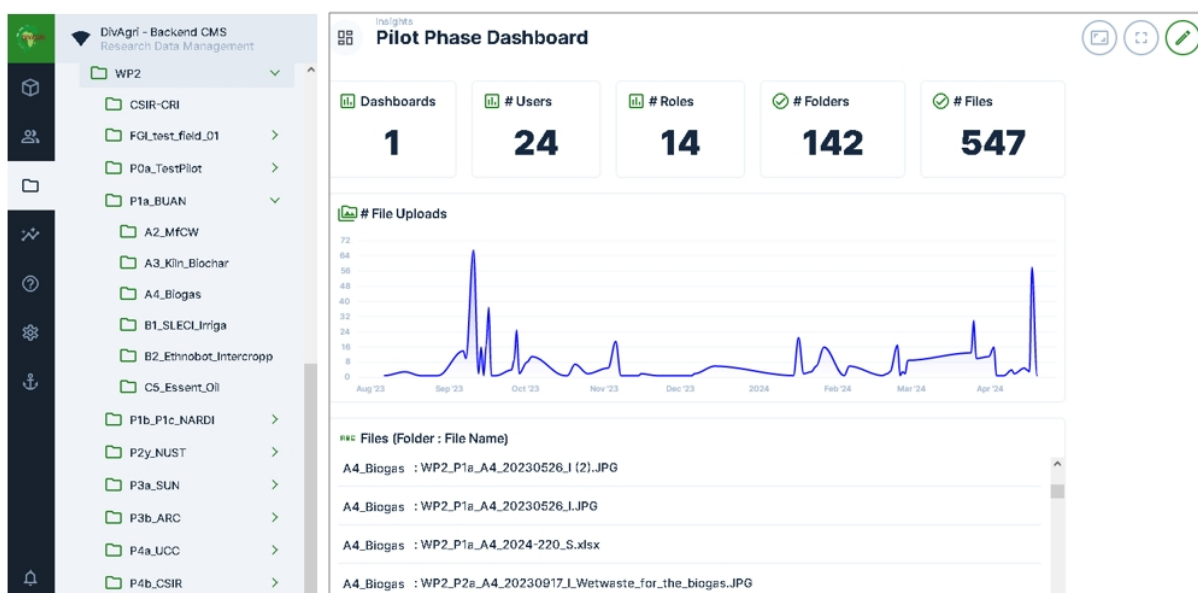 DivAgri - Backend CMS
Research Data Management
WP2
CSIR-CRI
FGI_test_field_01
P0a_TestPilot
P1a_BUAN
A2_MfCW
A3_Kiln_Biochar
A4_Biogas
B1_SLECI_Irriga
B2_Ethnobot_Intercropp
C5_Essent_Oil
P1b_P1c_NARDI
P2y_NUST
P3a_SUN
P3b_ARC
P4a_UCC
P4b_CSIR
Insights
Pilot Phase Dashboard
Dashboards
1
# Users
24
# Roles
14
# Folders
142
# Files
547
# File Uploads
72
64
56
48
40
32
24
16
8
0
Aug '23 Sep '23 Oct '23 Nov '23 Dec '23 2024 Feb '24 Mar '24 Apr '24
Files (Folder : File Name)
A4_Biogas : WP2_P1a_A4_20230526_I (2).JPG
A4_Biogas : WP2_P1a_A4_20230526_I.JPG
A4_Biogas : WP2_P1a_A4_2024-220_S.xlsx
A4_Biogas : WP2_P2a_A4_20230917_I_Wetwaste_for_the_biogas.JPG